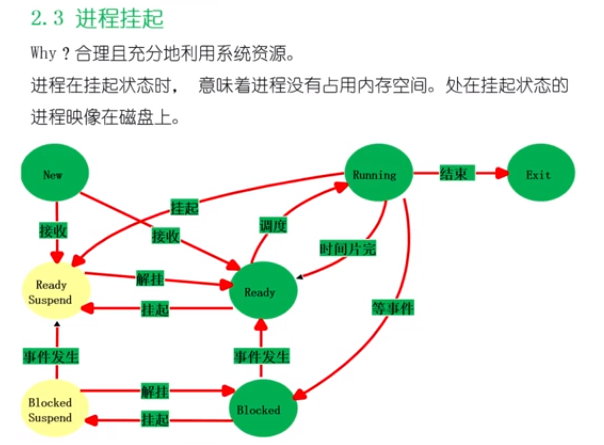 2.3 进程挂起
Why？合理且充分地利用系统资源。
进程在挂起状态时， 意味着进程没有占用内存空间。处在挂起状态的
进程映像在磁盘上。
New
Running
结束
Exit
挂起
接收
接收
调度
时间片完
Ready
Suspend
解挂
Ready
挂起
等事件
事件发生
事件发生
Blocked
Suspend
解挂
Blocked
挂起